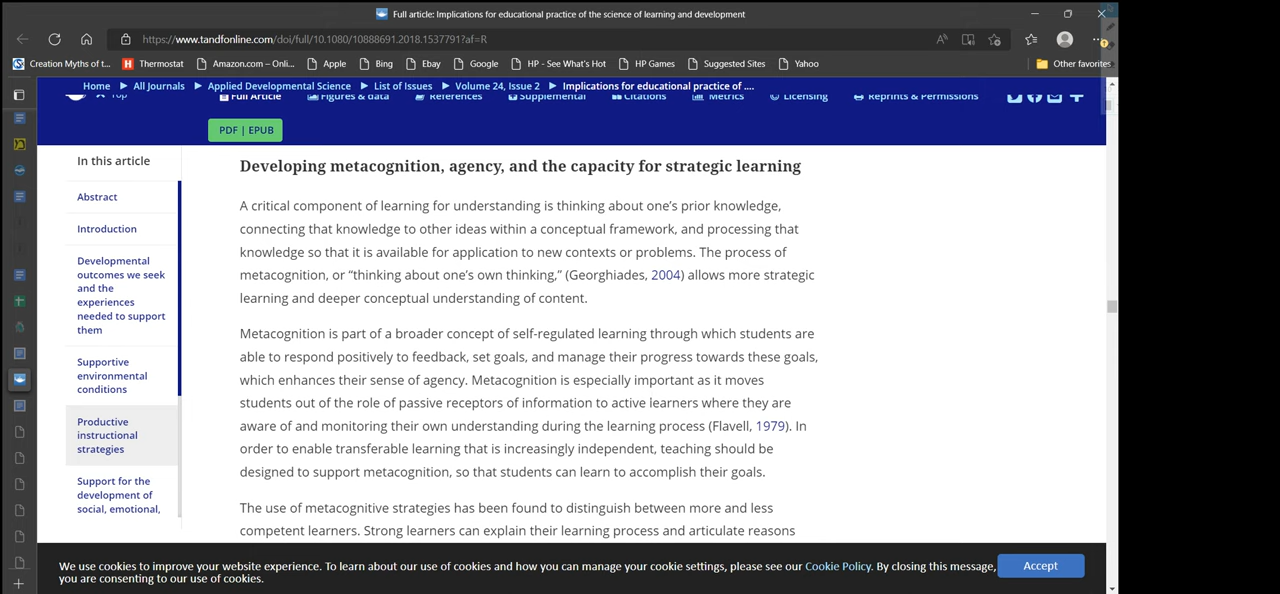 Full article: Implications for educational practice of the science of learning and development
https://www.tandfonline.com/doi/full/10.1080/10888691.2018.1537791?af=R
Creation Myths of t... Thermostat Amazon.com – Onli... Apple Bing Ebay Google HP - See What's Hot HP Games Suggested Sites Yahoo Other favorites
Home Al Journals Applied Developmental Science List of Issues Volume 24, Issue 2 Implications for educational practice of ....
Top Full Article Figures & data References Supplemental Citations Metrics Licensing Reprints & Permissions
PDF | EPUB
In this article
Abstract
Introduction
Developmental
outcomes we seek
and the
experiences
needed to support
them
Supportive
environmental
conditions
Productive
instructional
strategies
Support for the
development of
social, emotional,
Developing metacognition, agency, and the capacity for strategic learning
A critical component of learning for understanding is thinking about one's prior knowledge,
connecting that knowledge to other ideas within a conceptual framework, and processing that
knowledge so that it is available for application to new contexts or problems. The process of
metacognition, or “thinking about one's own thinking,” (Georghiades, 2004) allows more strategic
learning and deeper conceptual understanding of content.
Metacognition is part of a broader concept of self-regulated learning through which students are
able to respond positively to feedback, set goals, and manage their progress towards these goals,
which enhances their sense of agency. Metacognition is especially important as it moves
students out of the role of passive receptors of information to active learners where they are
aware of and monitoring their own understanding during the learning process (Flavell, 1979). In
order to enable transferable learning that is increasingly independent, teaching should be
designed to support metacognition, so that students can learn to accomplish their goals.
The use of metacognitive strategies has been found to distinguish between more and less
competent learners. Strong learners can explain their learning process and articulate reasons
We use cookies to improve your website experience. To learn about our use of cookies and how you can manage your cookie settings, please see our Cookie Policy. By closing this message,
you are consenting to our use of cookies.
Accept